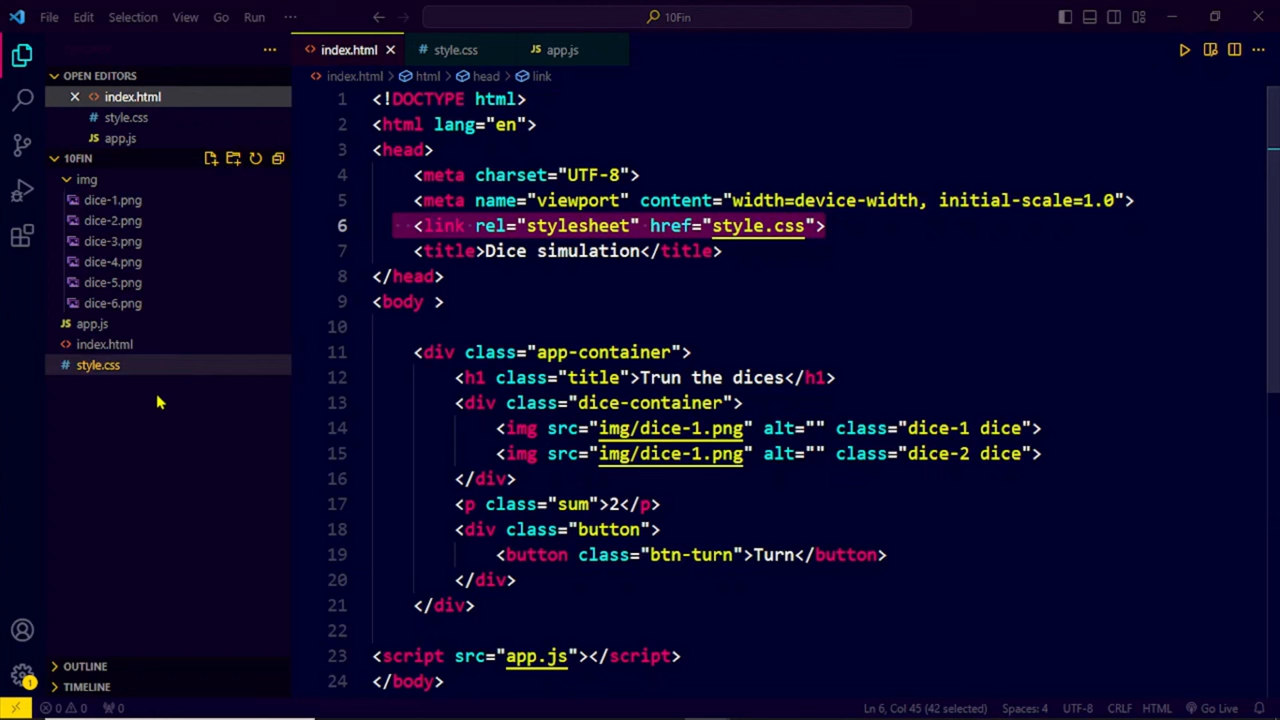 File Edit Selection View Go Run ··· 10Fin
index.html style.css app.js
index.html > html > head > link
OPEN EDITORS
index.html
style.css
JS app.js
10FIN
img
dice-1.png
dice-2.png
dice-3.png
dice-4.png
dice-5.png
dice-6.png
JS app.js
<> index.html
# style.css
OUTLINE
TIMELINE
1 <!DOCTYPE html>
2 <html lang="en">
3 <head>
4 <meta charset="UTF-8">
5 <meta name="viewport" content="width=device-width, initial-scale=1.0">
6 <link rel="stylesheet" href="style.css">
7 <title>Dice simulation</title>
8 </head>
9 <body >
10
11 <div class="app-container">
12 <h1 class="title">Trun the dices</h1>
13 <div class="dice-container">
14 <img src="img/dice-1.png" alt="" class="dice-1 dice">
15 <img src="img/dice-1.png" alt="" class="dice-2 dice">
16 </div>
17 <p class="sum">2</p>
18 <div class="button">
19 <button class="btn-turn">Turn</button>
20 </div>
21 </div>
22
23 <script src="app.js"></script>
24 </body>
1
0 0 0 Ln 6, Col 45 (42 selected) Spaces: 4 UTF-8 CRLF HTML Go Live